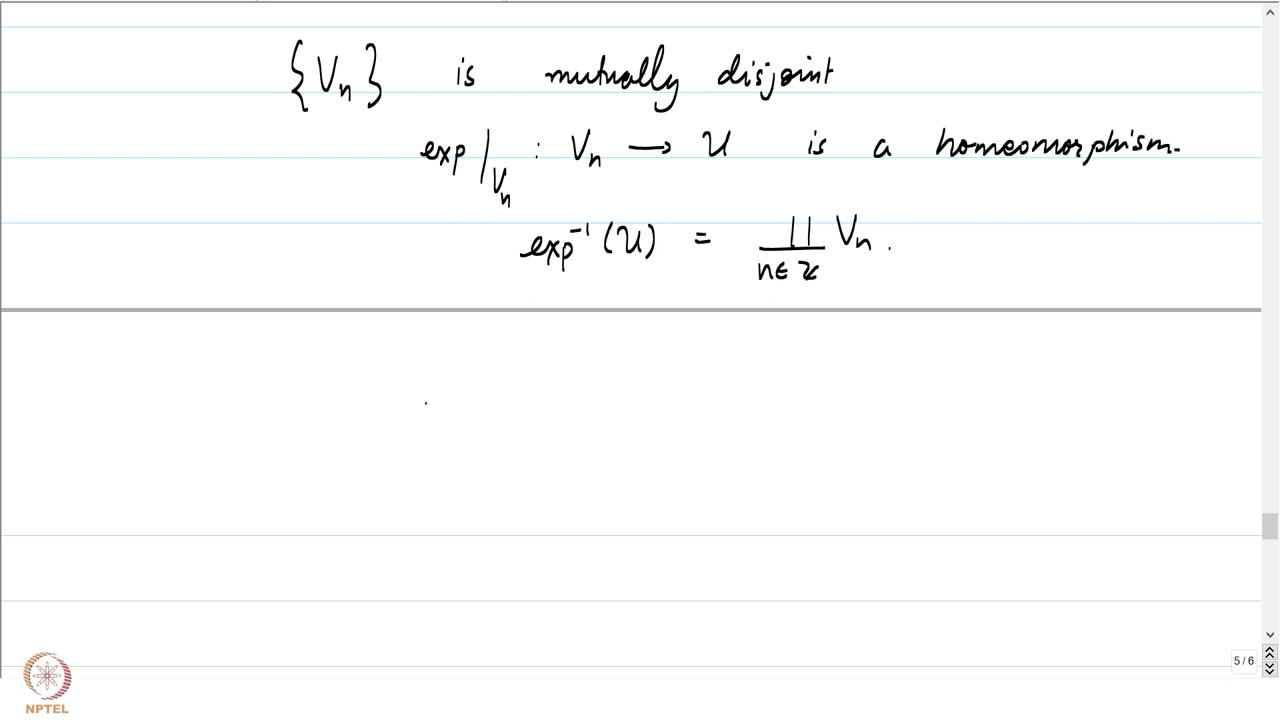 {V_n} is mutually disjoint
exp|_{V_n} : V_n → U is a homeomorphism.
exp^{-1}(U) = ∐_{n∈ℤ} V_n.
5 / 6
NPTEL